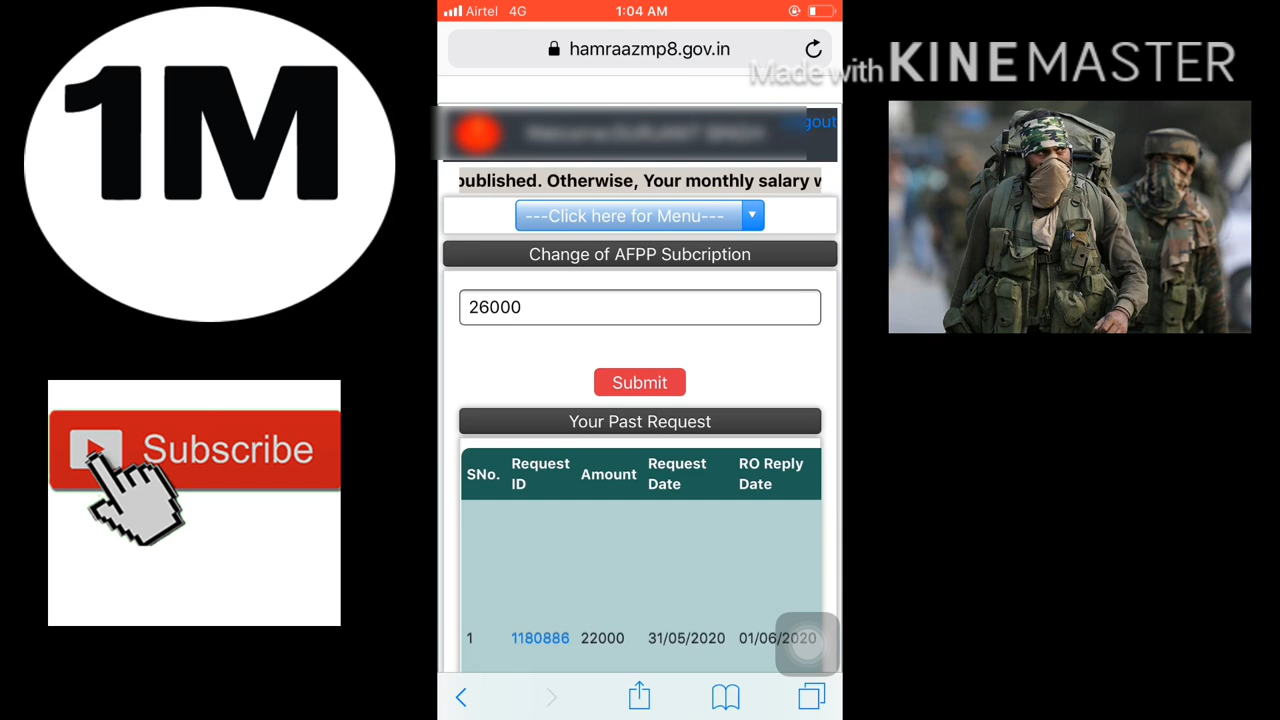 1M
Airtel 4G 1:04 AM
hamraazmp8.gov.in
Made with KINEMASTER
published. Otherwise, Your monthly salary w
---Click here for Menu---
Change of AFPP Subcription
26000
Submit
Your Past Request
SNo. Request ID Amount Request Date RO Reply Date
1 1180886 22000 31/05/2020 01/06/2020
Subscribe